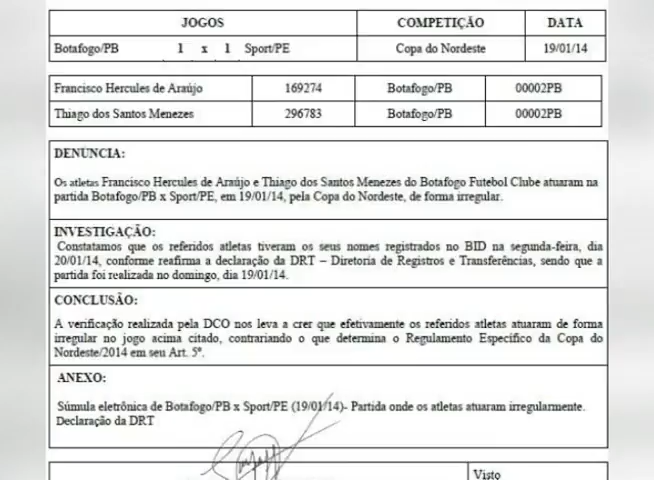 JOGOS COMPETIÇÃO DATA
Botafogo/PB 1 x 1 Sport/PE Copa do Nordeste 19/01/14
Francisco Hercules de Araújo 169274 Botafogo/PB 00002PB
Thiago dos Santos Menezes 296783 Botafogo/PB 00002PB
DENÚNCIA:
Os atletas Francisco Hercules de Araújo e Thiago dos Santos Menezes do Botafogo Futebol Clube atuaram na
partida Botafogo/PB x Sport/PE, em 19/01/14, pela Copa do Nordeste, de forma irregular.
INVESTIGAÇÃO:
Constatamos que os referidos atletas tiveram os seus nomes registrados no BID na segunda-feira, dia
20/01/14, conforme reafirma a declaração da DRT – Diretoria de Registros e Transferências, sendo que a
partida foi realizada no domingo, dia 19/01/14.
CONCLUSÃO:
A verificação realizada pela DCO nos leva a crer que efetivamente os referidos atletas atuaram de forma
irregular no jogo acima citado, contrariando o que determina o Regulamento Específico da Copa do
Nordeste/2014 em seu Art. 5º.
ANEXO:
Súmula eletrônica de Botafogo/PB x Sport/PE (19/01/14)- Partida onde os atletas atuaram irregularmente.
Declaração da DRT
Visto